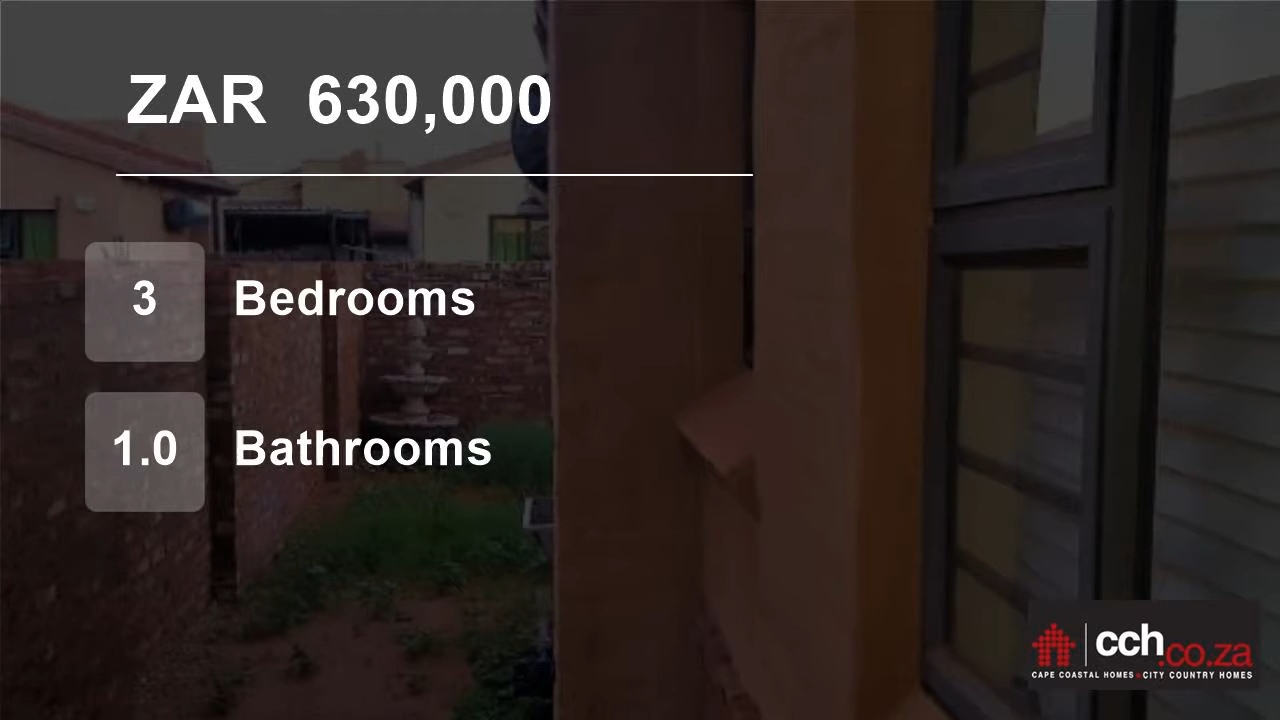 ZAR 630,000
3 Bedrooms
1.0 Bathrooms
cch.co.za
CAPE COASTAL HOMES CITY COUNTRY HOMES